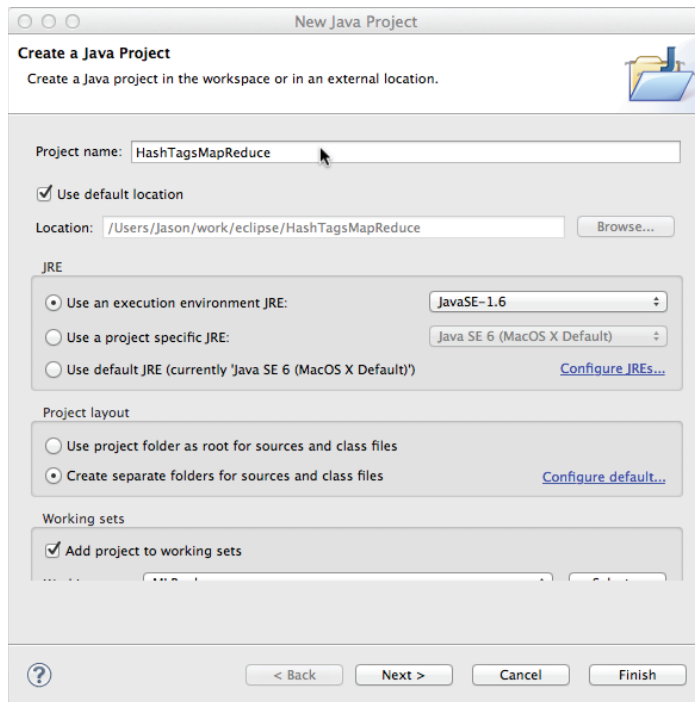 New Java Project
Create a Java Project
Create a Java project in the workspace or in an external location.
Project name: HashTagsMapReduce
Use default location
Location: /Users/Jason/work/eclipse/HashTagsMapReduce Browse...
JRE
Use an execution environment JRE: JavaSE-1.6
Use a project specific JRE: Java SE 6 (MacOS X Default)
Use default JRE (currently 'Java SE 6 (MacOS X Default)') Configure JREs...
Project layout
Use project folder as root for sources and class files
Create separate folders for sources and class files Configure default...
Working sets
Add project to working sets
? < Back Next > Cancel Finish